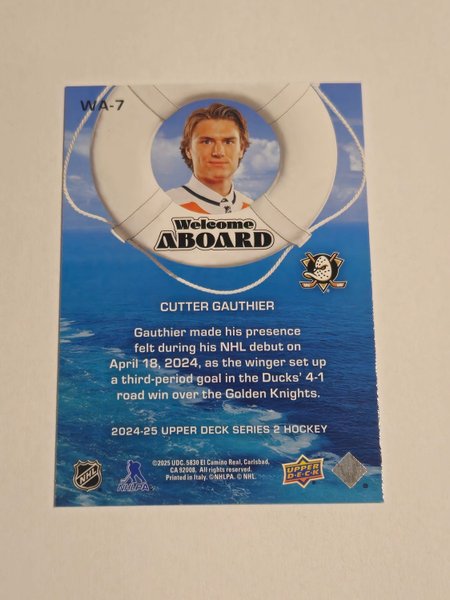 WA-7
Welcome
ABOARD
CUTTER GAUTHIER
Gauthier made his presence
felt during his NHL debut on
April 18, 2024, as the winger set up
a third-period goal in the Ducks' 4-1
road win over the Golden Knights.
2024-25 UPPER DECK SERIES 2 HOCKEY
©2025 UDC. 5830 El Camino Real, Carlsbad,
CA 92008. All rights reserved.
Printed in Italy. ©NHLPA. © NHL.
NHL
NHLPA
UPPER
DECK